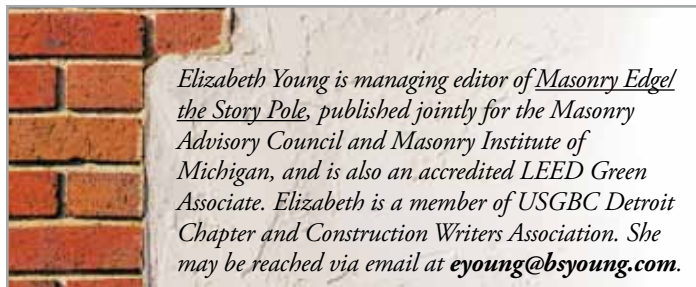 Elizabeth Young is managing editor of Masonry Edge/
the Story Pole, published jointly for the Masonry
Advisory Council and Masonry Institute of
Michigan, and is also an accredited LEED Green
Associate. Elizabeth is a member of USGBC Detroit
Chapter and Construction Writers Association. She
may be reached via email at eyoung@bsyoung.com.